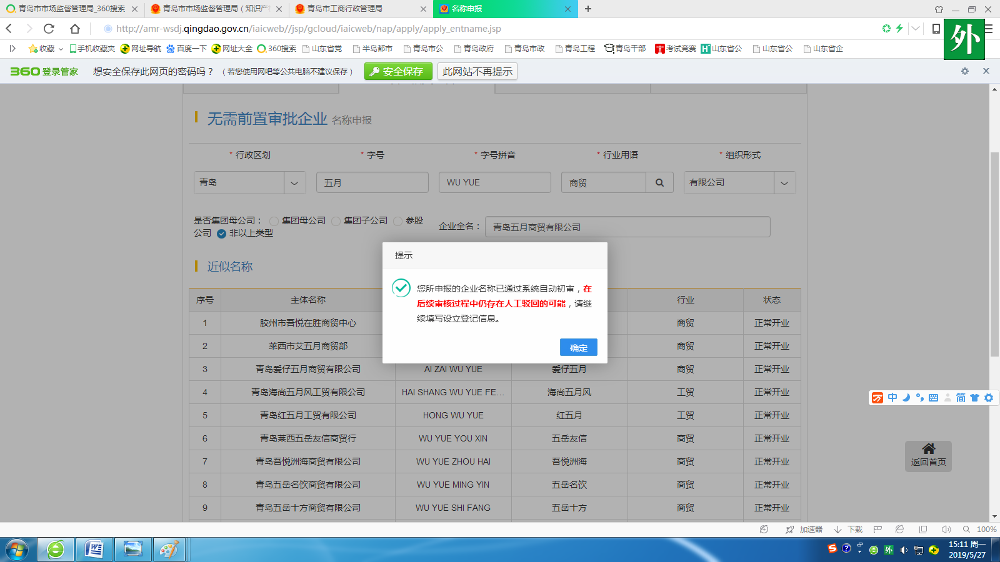 青岛市市场监督管理局_360搜索
青岛市市场监督管理局（知识产
青岛市工商行政管理局
名称申报
http://amr-wsdj.qingdao.gov.cn/iaicweb//jsp/gcloud/iaicweb/nap/apply/apply_entname.jsp
收藏 手机收藏夹 网址导航 百度一下 网址大全 360搜索 山东省党 半岛都市 青岛市公 青岛政府 青岛市政 青岛工程 青岛干部 考试竞赛 山东省公 山东省公 山东省企
外
360登录管家 想安全保存此网页的密码吗？（若您使用网吧等公共电脑不建议保存） 安全保存 此网站不再提示
无需前置审批企业 名称申报
* 行政区划 * 字号 * 字号拼音 * 行业用语 * 组织形式
青岛 五月 WU YUE 商贸 有限公司
是否集团母公司： 集团母公司 集团子公司 参股
公司 非以上类型
企业全名： 青岛五月商贸有限公司
近似名称
提示
您所申报的企业名称已通过系统自动初审，在
后续审核过程中仍存在人工驳回的可能，请继
续填写设立登记信息。
确定
序号 主体名称 行业 状态
1 胶州市吾悦在胜商贸中心 商贸 正常开业
2 莱西市艾五月商贸部 商贸 正常开业
3 青岛爱仔五月商贸有限公司 AI ZAI WU YUE 爱仔五月 商贸 正常开业
4 青岛海尚五月风工贸有限公司 HAI SHANG WU YUE FE... 海尚五月风 工贸 正常开业
5 青岛红五月工贸有限公司 HONG WU YUE 红五月 工贸 正常开业
6 青岛莱西五岳友信商贸行 WU YUE YOU XIN 五岳友信 商贸 正常开业
7 青岛吾悦洲海商贸有限公司 WU YUE ZHOU HAI 吾悦洲海 商贸 正常开业
8 青岛五岳名饮商贸有限公司 WU YUE MING YIN 五岳名饮 商贸 正常开业
9 青岛五岳十方商贸有限公司 WU YUE SHI FANG 五岳十方 商贸 正常开业
中 简
返回首页
加速器 下载 100%
15:11 周一
2019/5/27